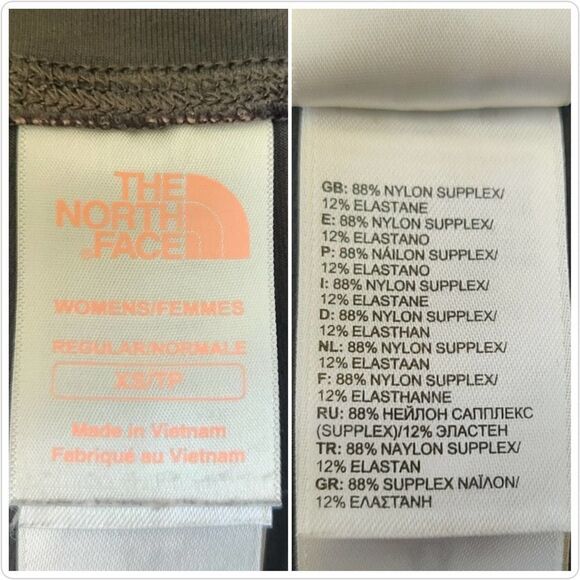 THE
NORTH
FACE
WOMENS/FEMMES
REGULAR/NORMALE
XS/TP
Made in Vietnam
Fabriqué au Vietnam
GB: 88% NYLON SUPPLEX/
12% ELASTANE
E: 88% NYLON SUPPLEX/
12% ELASTANO
P: 88% NÁILON SUPPLEX/
12% ELASTANO
I: 88% NYLON SUPPLEX/
12% ELASTANE
D: 88% NYLON SUPPLEX/
12% ELASTHAN
NL: 88% NYLON SUPPLEX/
12% ELASTAAN
F: 88% NYLON SUPPLEX/
12% ELASTHANNE
RU: 88% НЕЙЛОН САППЛЕКС
(SUPPLEX)/12% ЭЛАСТЕН
TR: 88% NAYLON SUPPLEX/
12% ELASTAN
GR: 88% SUPPLEX ΝΑΪΛΟΝ/
12% ΕΛΑΣΤΆΝΗ